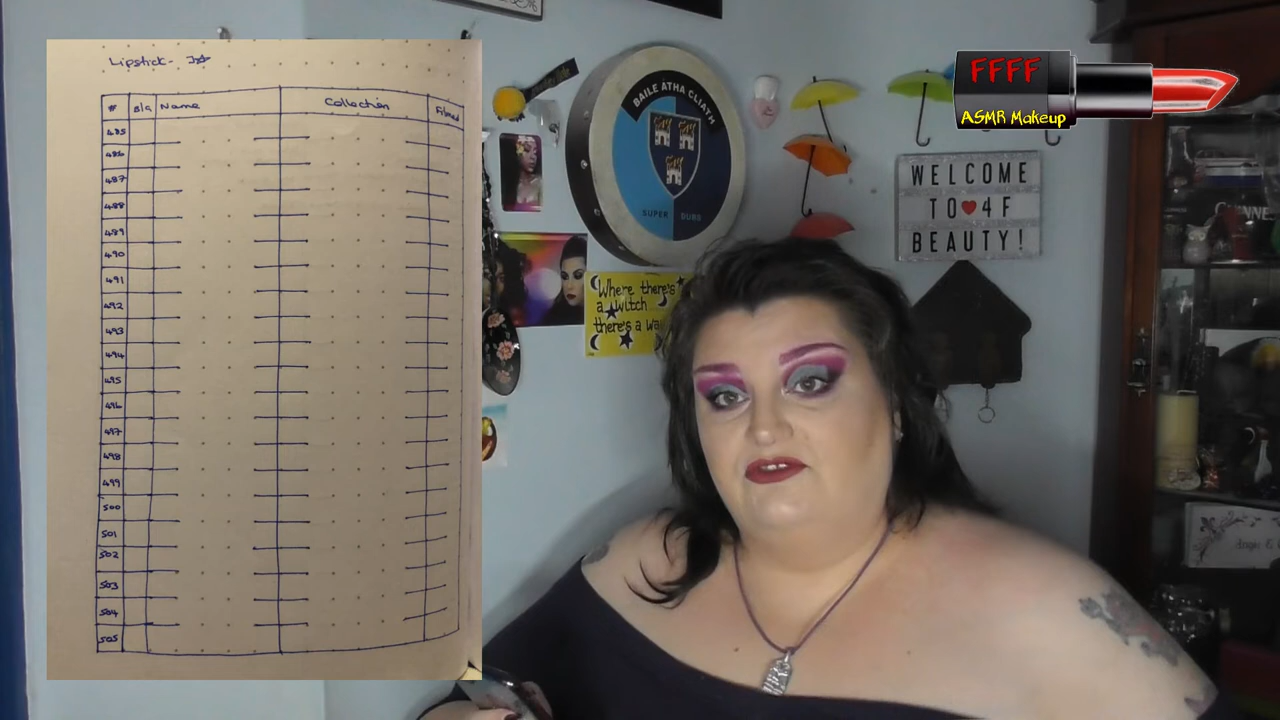 Lipstick -
# B/a Name Collection Filmed
485
486
487
488
489
490
491
492
493
494
495
496
497
498
499
500
501
502
503
504
505
BAILE ÁTHA CLIATH
SUPER DUBS
Where there's
a witch
there's a
FFFF
ASMR Makeup
WELCOME
TO ♥ 4F
BEAUTY!